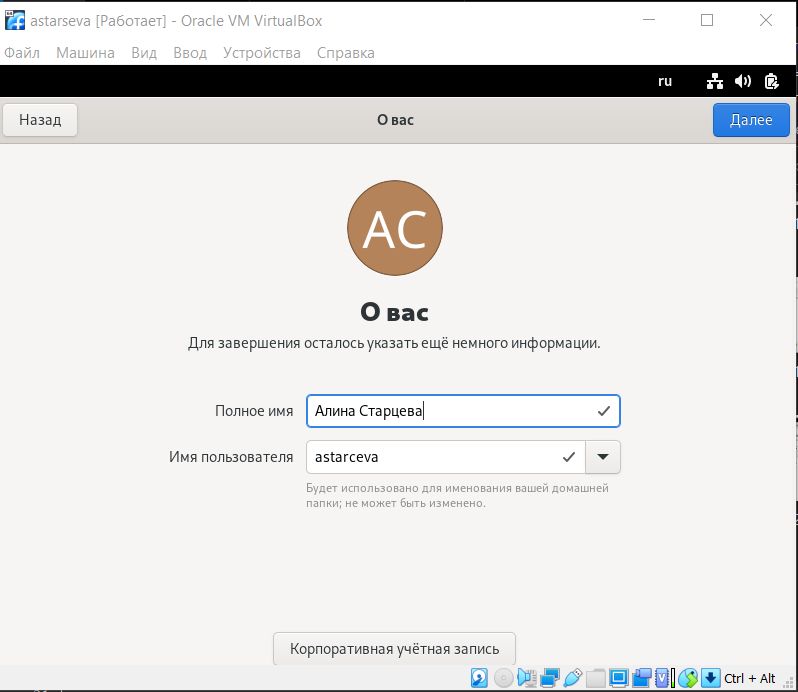 astarseva [Работает] - Oracle VM VirtualBox
Файл Машина Вид Ввод Устройства Справка
ru
Назад О вас Далее
АС
О вас
Для завершения осталось указать ещё немного информации.
Полное имя Алина Старцева
Имя пользователя astarceva
Будет использовано для именования вашей домашней
папки; не может быть изменено.
Корпоративная учётная запись
Ctrl + Alt